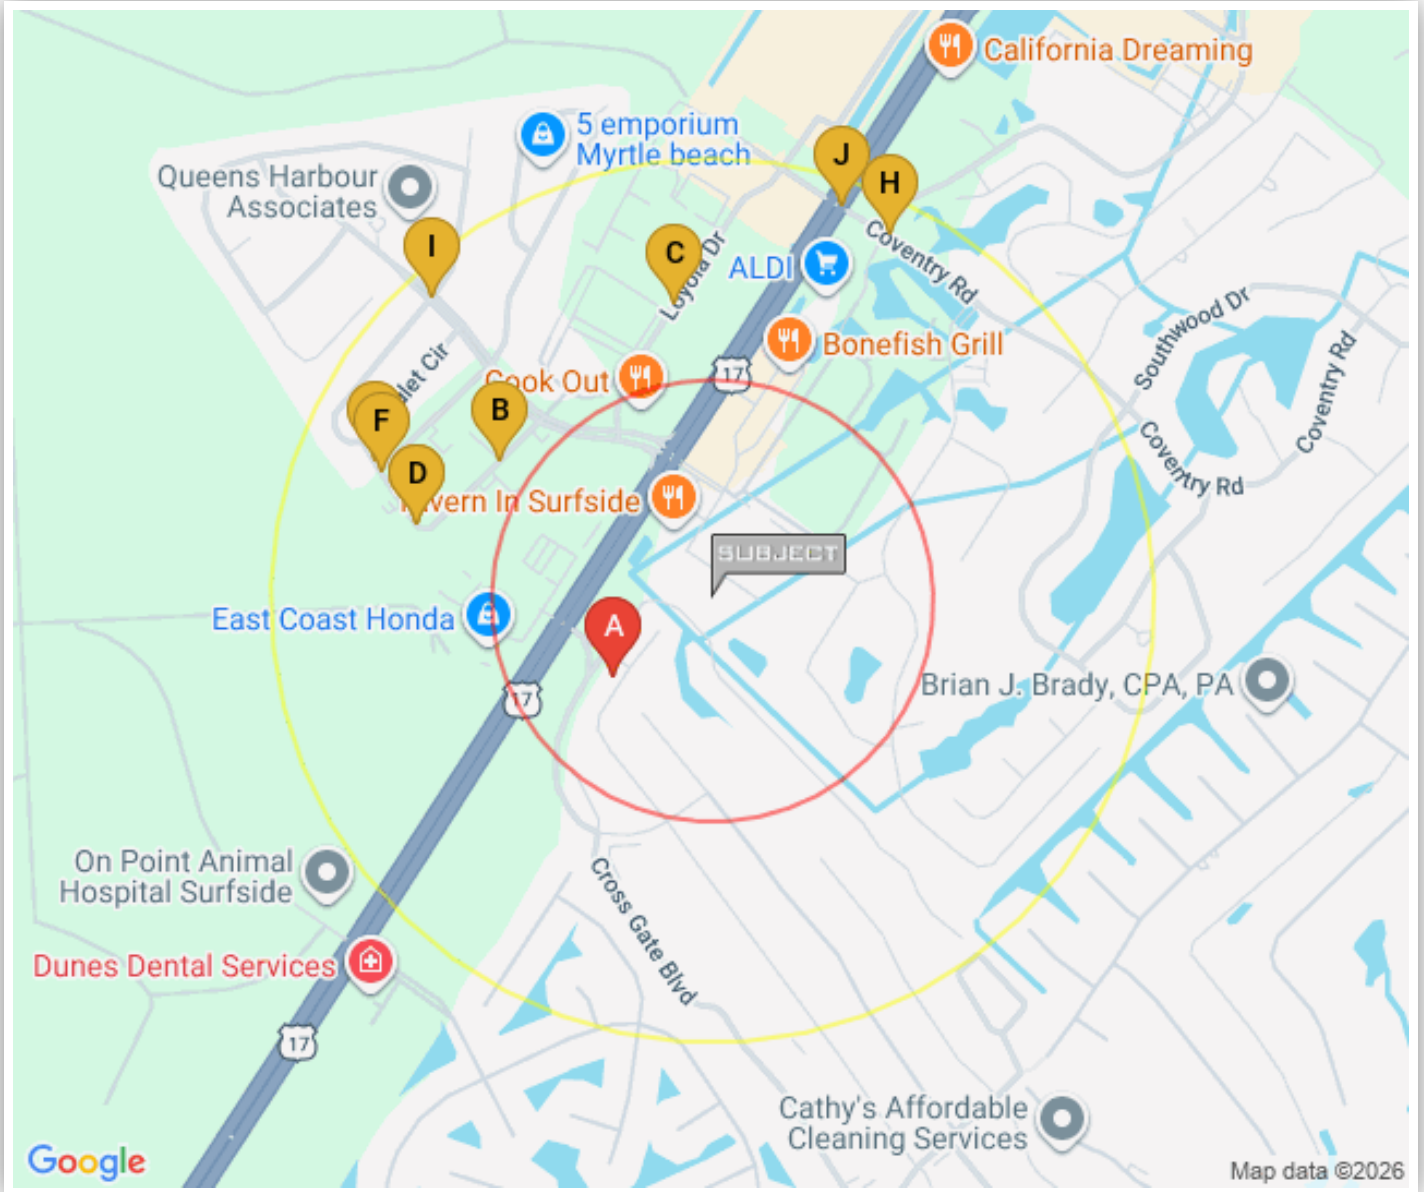 California Dreaming
5 emporium
Myrtle beach
J
Queens Harbour
Associates
H
I
C
Loyola Dr
ALDI
Coventry Rd
Southwood Dr
Bonefish Grill
Coventry Rd
17
Cook Out
B
F
D
Coventry Rd
SUBJECT
East Coast Honda
A
Brian J. Brady, CPA, PA
17
On Point Animal
Hospital Surfside
Cross Gate Blvd
Dunes Dental Services
17
Cathy's Affordable
Cleaning Services
Google
Map data ©2026
In Surfside